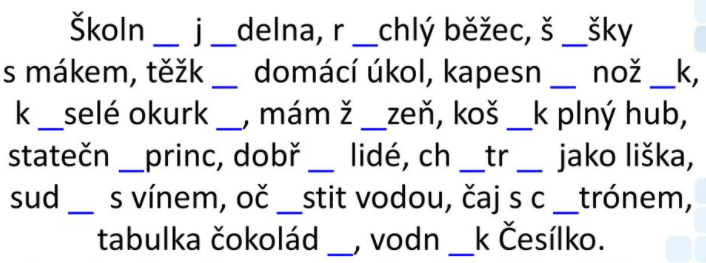 Školn __ j __delna, r __chlý běžec, š __šky
s mákem, těžk __ domácí úkol, kapesn __ nož __k,
k __selé okurk __, mám ž __zeň, koš __k plný hub,
statečn __princ, dobř __ lidé, ch __tr __ jako liška,
sud __ s vínem, oč __stit vodou, čaj s c __trónem,
tabulka čokolád __, vodn __k Česílko.